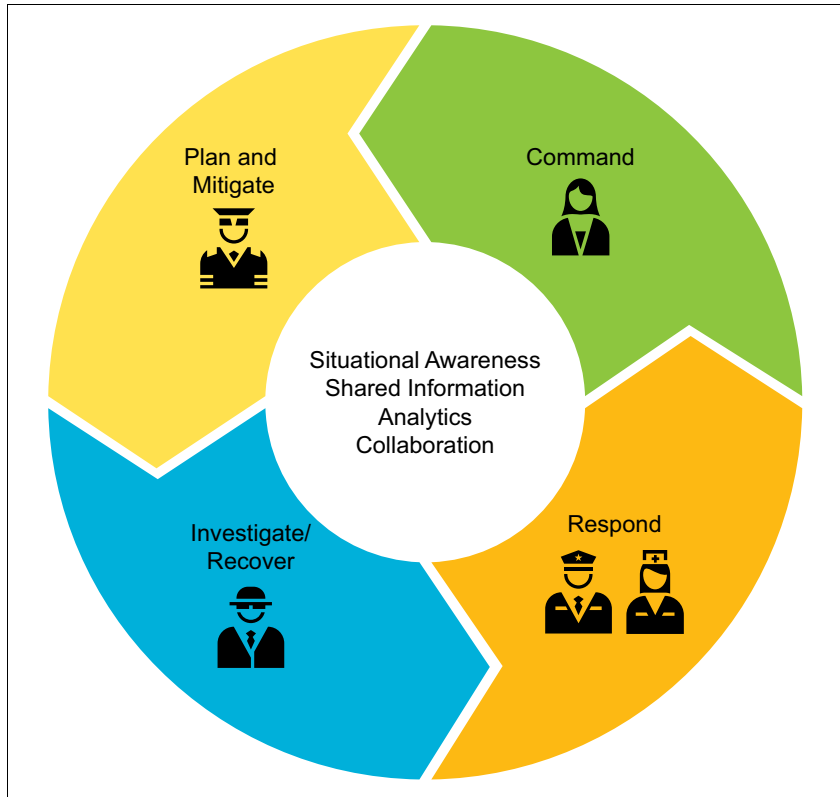 Plan and
Mitigate
Command
Situational Awareness
Shared Information
Analytics
Collaboration
Investigate/
Recover
Respond